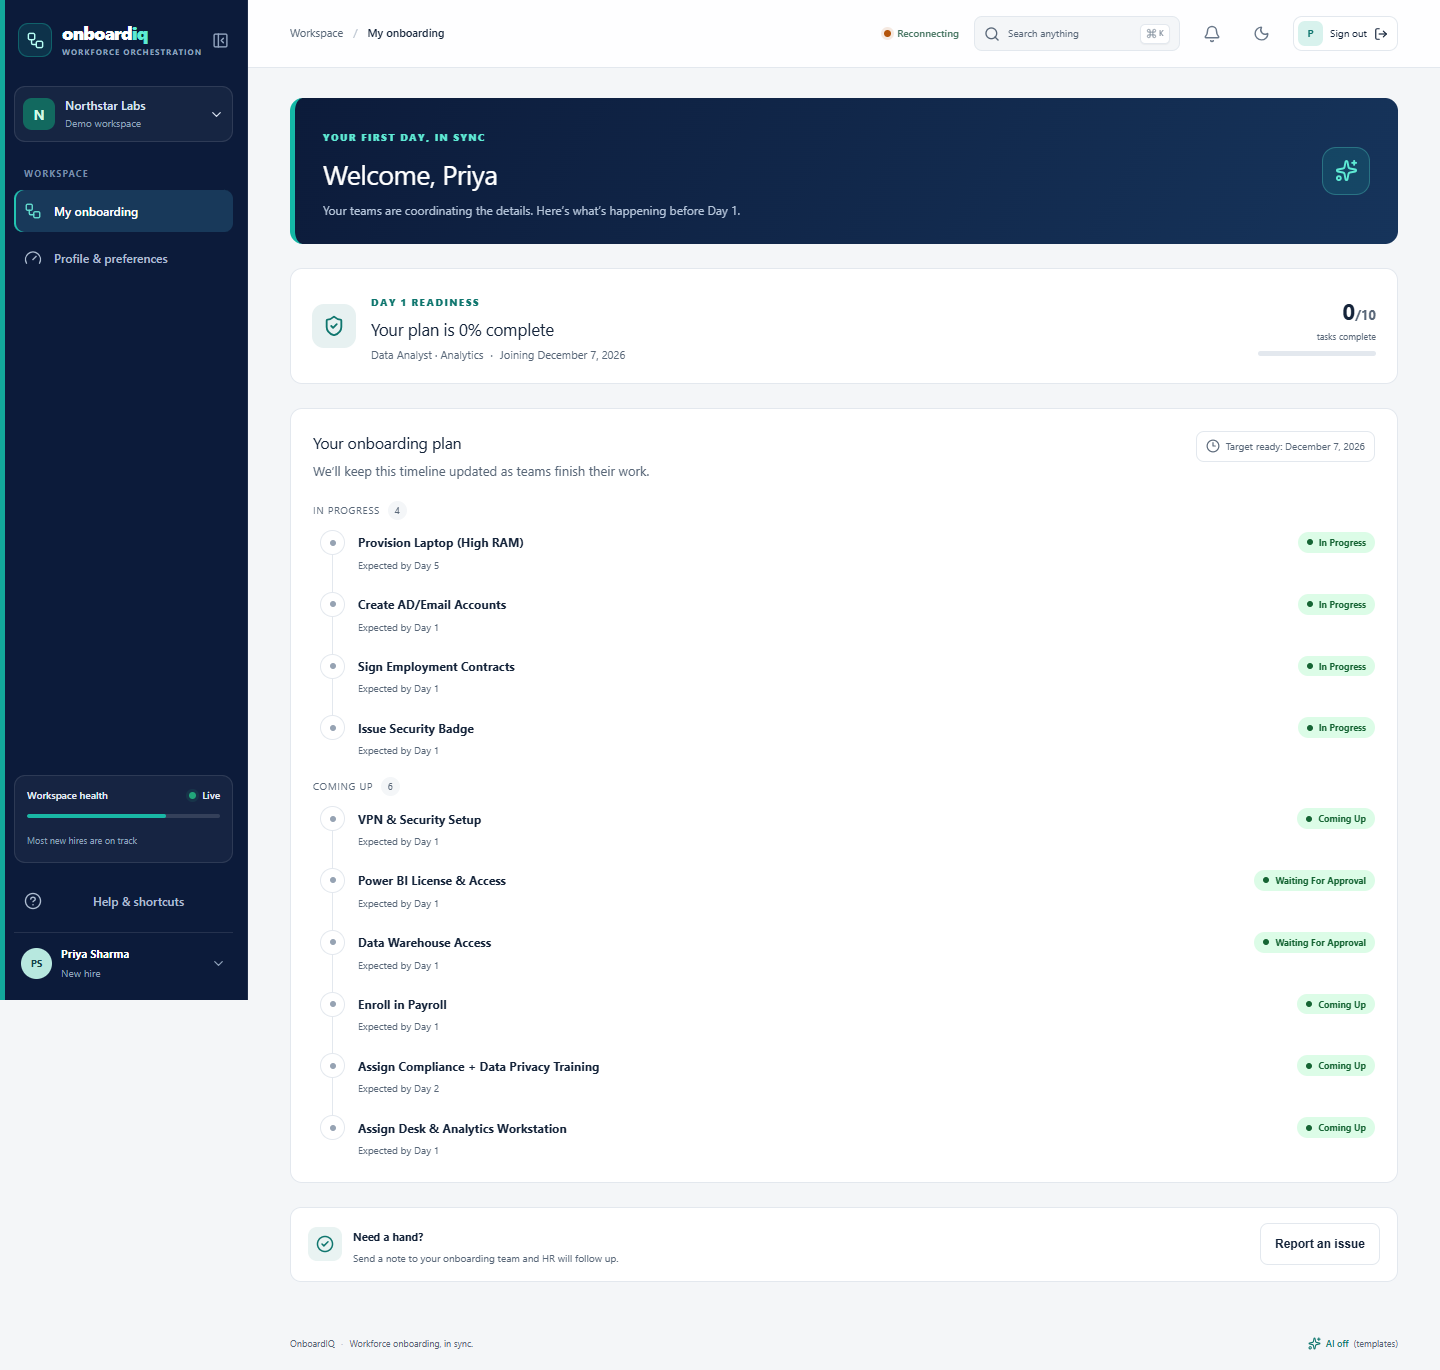 onboardiq
WORKFORCE ORCHESTRATION
N
Northstar Labs
Demo workspace
WORKSPACE
My onboarding
Profile & preferences
Workspace health
Live
Most new hires are on track
Help & shortcuts
PS
Priya Sharma
New hire
Workspace / My onboarding
Reconnecting
Search anything
⌘ K
P
Sign out
YOUR FIRST DAY, IN SYNC
Welcome, Priya
Your teams are coordinating the details. Here's what's happening before Day 1.
DAY 1 READINESS
Your plan is 0% complete
Data Analyst · Analytics · Joining December 7, 2026
0/10
tasks complete
Your onboarding plan
We'll keep this timeline updated as teams finish their work.
Target ready: December 7, 2026
IN PROGRESS 4
Provision Laptop (High RAM)
Expected by Day 5
In Progress
Create AD/Email Accounts
Expected by Day 1
In Progress
Sign Employment Contracts
Expected by Day 1
In Progress
Issue Security Badge
Expected by Day 1
In Progress
COMING UP 6
VPN & Security Setup
Expected by Day 1
Coming Up
Power BI License & Access
Expected by Day 1
Waiting For Approval
Data Warehouse Access
Expected by Day 1
Waiting For Approval
Enroll in Payroll
Expected by Day 1
Coming Up
Assign Compliance + Data Privacy Training
Expected by Day 2
Coming Up
Assign Desk & Analytics Workstation
Expected by Day 1
Coming Up
Need a hand?
Send a note to your onboarding team and HR will follow up.
Report an issue
OnboardIQ · Workforce onboarding, in sync.
AI off (templates)